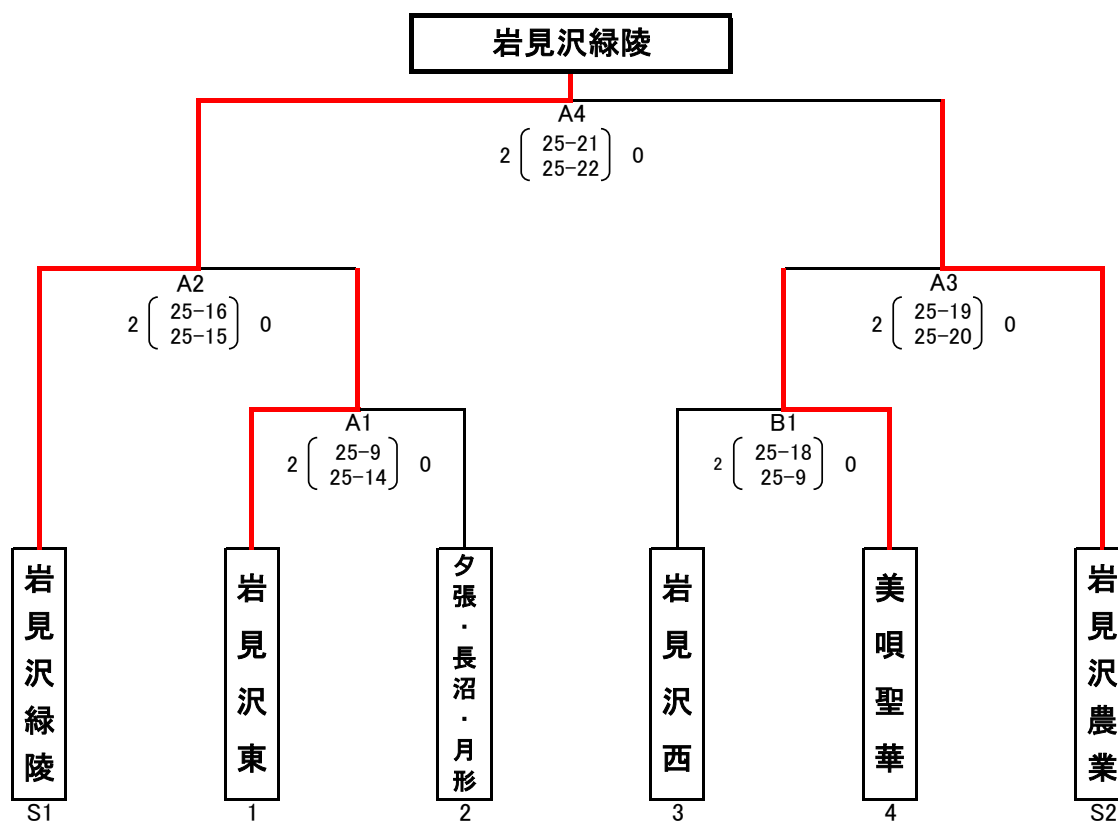 岩見沢緑陵
A4
2 25-21 0
25-22
A2
2 25-16 0
25-15
A3
2 25-19 0
25-20
A1
2 25-9 0
25-14
B1
2 25-18 0
25-9
岩見沢緑陵
岩見沢東
夕張・長沼・月形
岩見沢西
美唄聖華
岩見沢農業
S1 1 2 3 4 S2